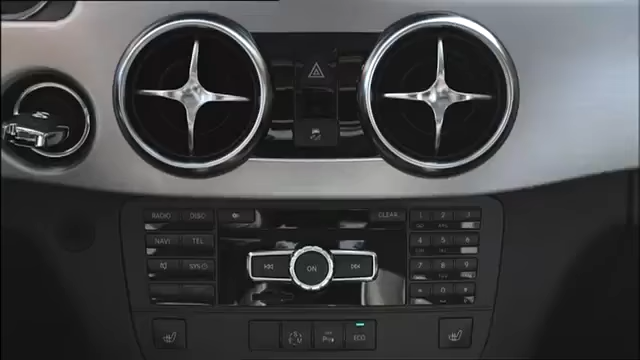 RADIO DISC CLEAR 1 2 3
NAVI TEL 4 5 6
SYS 7 8 9
ON
* 0 #
ECO